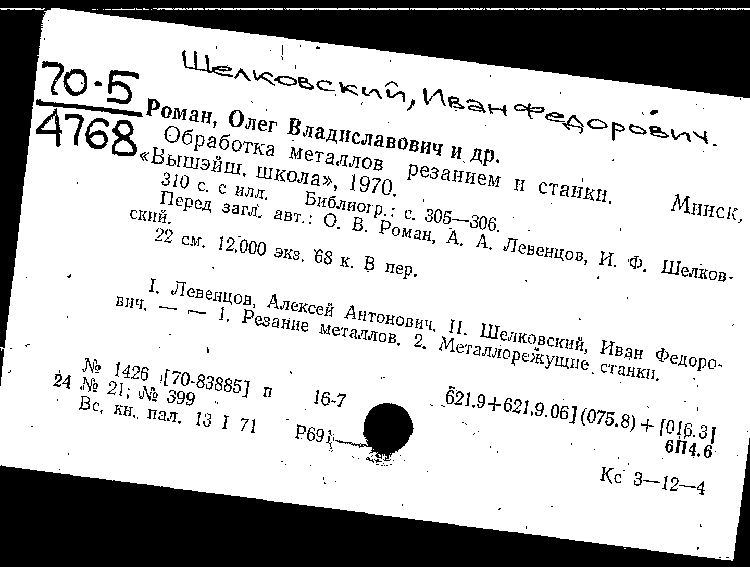 Шелковский, Иван Федорович.
70-5
4768
Роман, Олег Владиславович и др.
Обработка металлов резанием и станки. Минск,
«Вышэйш. школа», 1970.
310 с. с илл. Библиогр.: с. 305—306.
Перед загл. авт.: О. В. Роман, А. А. Левенцов, И. Ф. Шелков-
ский.
22 см. 12.000 экз. 68 к. В пер.
I. Левенцов, Алексей Антонович. II. Шелковский, Иван Федоро-
вич. — — 1. Резание металлов. 2. Металлорежущие станки.
№ 1426 [70-83885] п 16-7 621.9+621.9.06](075.8) + [016.3]
24 № 21; № 399 6П4.6
Вс. кн. пал. 13 I 71 Р691
Кс 3—12—4